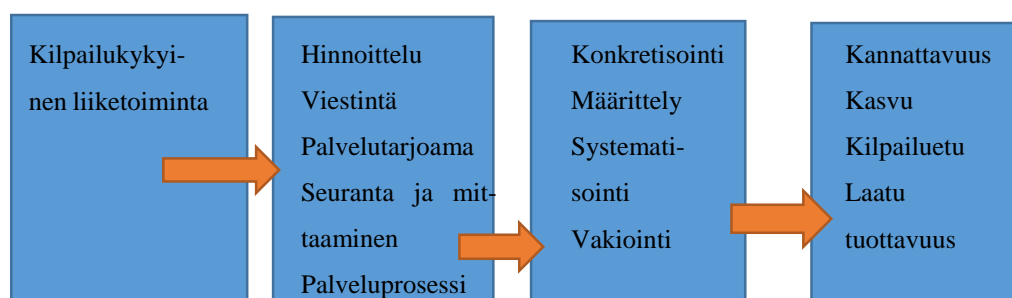 Kilpailukykyi-
nen liiketoiminta
Hinnoittelu
Viestintä
Palvelutarjoama
Seuranta ja mit-
taaminen
Palveluprosessi
Konkretisointi
Määrittely
Systemati-
sointi
Vakiointi
Kannattavuus
Kasvu
Kilpailuetu
Laatu
tuottavuus